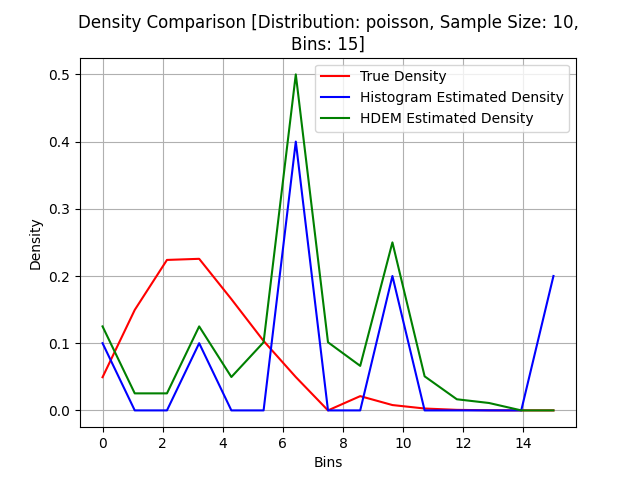 Density Comparison [Distribution: poisson, Sample Size: 10,
Bins: 15]
True Density
Histogram Estimated Density
HDEM Estimated Density
Density
0.5
0.4
0.3
0.2
0.1
0.0
0 2 4 6 8 10 12 14
Bins